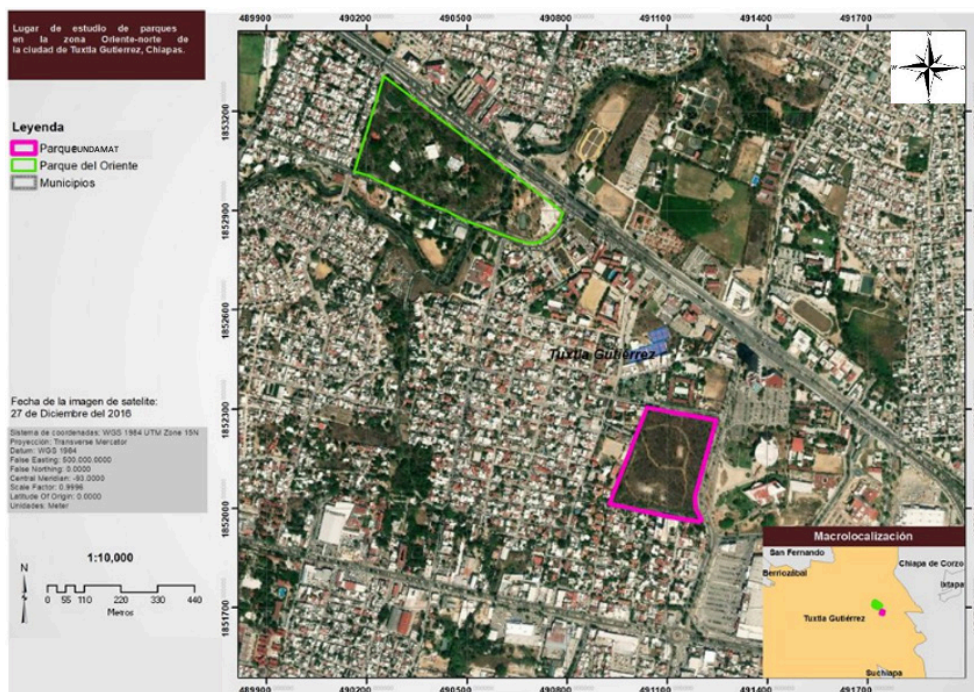 Lugar de estudio de parques
en la zona Oriente-norte de
la ciudad de Tuxtla Gutierrez, Chiapas.
Leyenda
ParqueUNDAMAT
Parque del Oriente
Municipios
Fecha de la imagen de satelite:
27 de Diciembre del 2016
Sistema de coordenadas: WGS 1984 UTM Zone 15N
Proyección: Transverse Mercator
Datum: WGS 1984
False Easting: 500.000.0000
False Northing: 0.0000
Central Meridian: -93.0000
Scale Factor: 0.9996
Latitude Of Origin: 0.0000
Unidades: Meter
1:10,000
N
0 55 110 220 330 440
Metros
489900 490200 490500 490800 491100 491400 491700
1853200
1852900
1852600
1852300
2852000
1851700
Tuxtla Gutiérrez
N
W O
S
Macrolocalización
San Fernando
Chiapa de Corzo
Berriozábal
Ixtapa
Tuxtla Gutiérrez
Suchiapa
489900 490200 490500 490800 491100 491400 491700